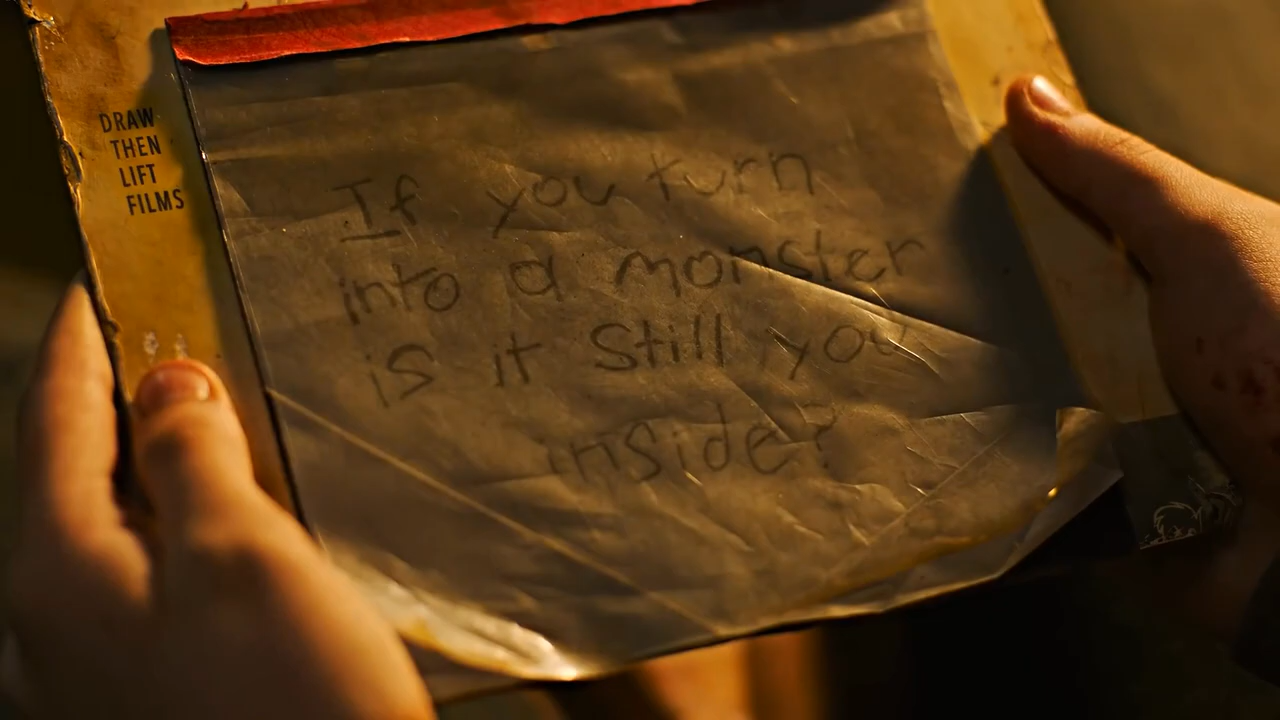 DRAW
THEN
LIFT
FILMS
If you turn
into a monster
is it still you
inside?